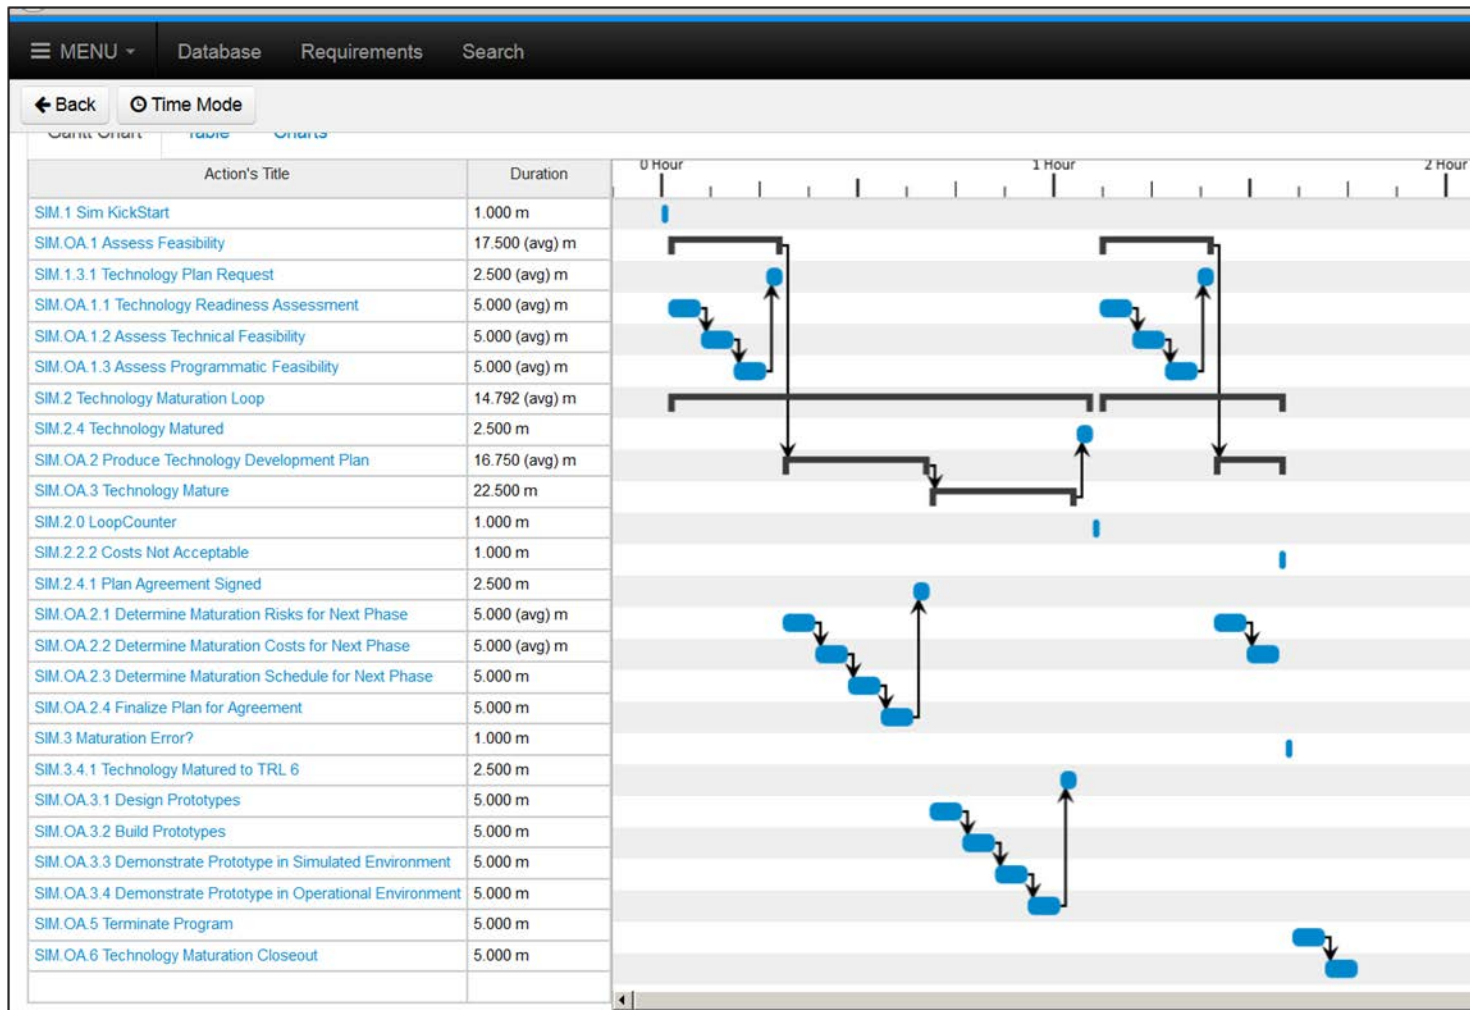 MENU Database Requirements Search
Back Time Mode
Gantt Chart Table Charts
Action's Title Duration 0 Hour 1 Hour 2 Hour
SIM.1 Sim KickStart 1.000 m
SIM.OA.1 Assess Feasibility 17.500 (avg) m
SIM.1.3.1 Technology Plan Request 2.500 (avg) m
SIM.OA.1.1 Technology Readiness Assessment 5.000 (avg) m
SIM.OA.1.2 Assess Technical Feasibility 5.000 (avg) m
SIM.OA.1.3 Assess Programmatic Feasibility 5.000 (avg) m
SIM.2 Technology Maturation Loop 14.792 (avg) m
SIM.2.4 Technology Matured 2.500 m
SIM.OA.2 Produce Technology Development Plan 16.750 (avg) m
SIM.OA.3 Technology Mature 22.500 m
SIM.2.0 LoopCounter 1.000 m
SIM.2.2.2 Costs Not Acceptable 1.000 m
SIM.2.4.1 Plan Agreement Signed 2.500 m
SIM.OA.2.1 Determine Maturation Risks for Next Phase 5.000 (avg) m
SIM.OA.2.2 Determine Maturation Costs for Next Phase 5.000 (avg) m
SIM.OA.2.3 Determine Maturation Schedule for Next Phase 5.000 m
SIM.OA.2.4 Finalize Plan for Agreement 5.000 m
SIM.3 Maturation Error? 1.000 m
SIM.3.4.1 Technology Matured to TRL 6 2.500 m
SIM.OA.3.1 Design Prototypes 5.000 m
SIM.OA.3.2 Build Prototypes 5.000 m
SIM.OA.3.3 Demonstrate Prototype in Simulated Environment 5.000 m
SIM.OA.3.4 Demonstrate Prototype in Operational Environment 5.000 m
SIM.OA.5 Terminate Program 5.000 m
SIM.OA.6 Technology Maturation Closeout 5.000 m